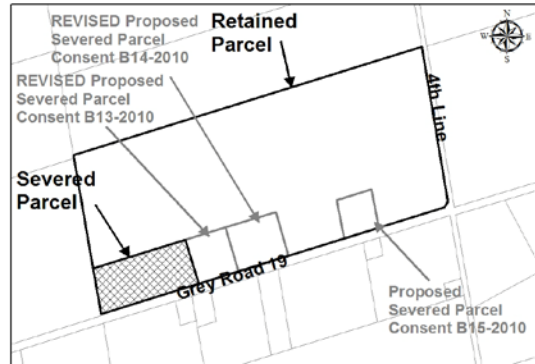 REVISED Proposed
Severed Parcel
Consent B14-2010
Retained
Parcel
N
W
E
S
REVISED Proposed
Severed Parcel
Consent B13-2010
4th Line
Severed
Parcel
Grey Road 19
Proposed
Severed Parcel
Consent B15-2010